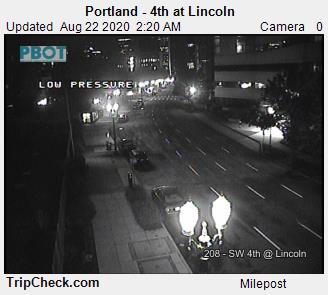 Portland - 4th at Lincoln
Updated Aug 22 2020 2:20 AM Camera 0
PBOT
LOW PRESSURE
208 - SW 4th @ Lincoln
TripCheck.com Milepost